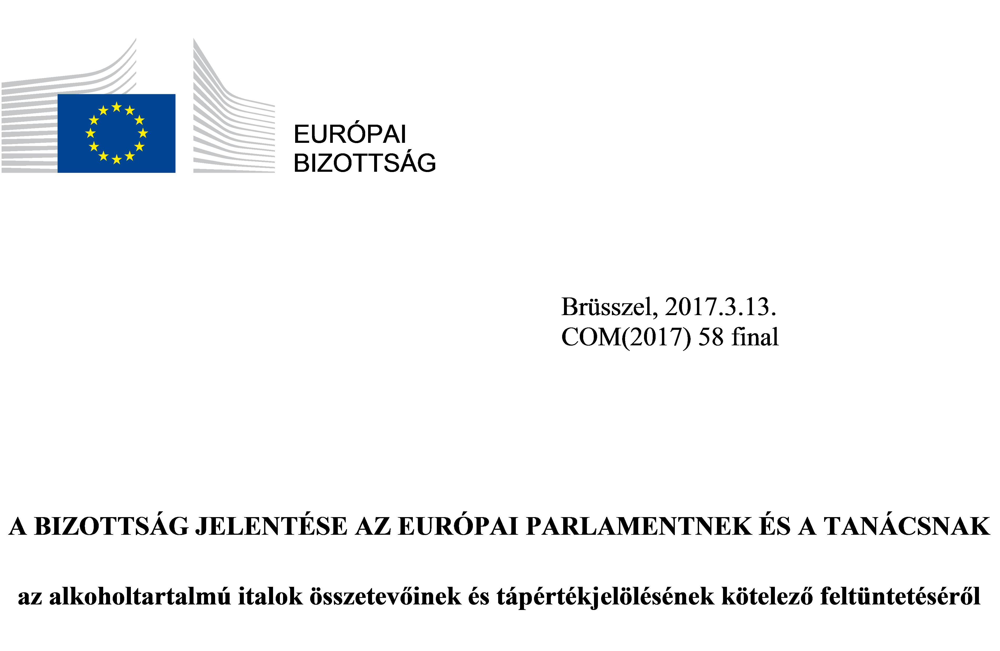 EURÓPAI
BIZOTTSÁG
Brüsszel, 2017.3.13.
COM(2017) 58 final
A BIZOTTSÁG JELENTÉSE AZ EURÓPAI PARLAMENTNEK ÉS A TANÁCSNAK
az alkoholtartalmú italok összetevőinek és tápértékjelölésének kötelező feltüntetéséről